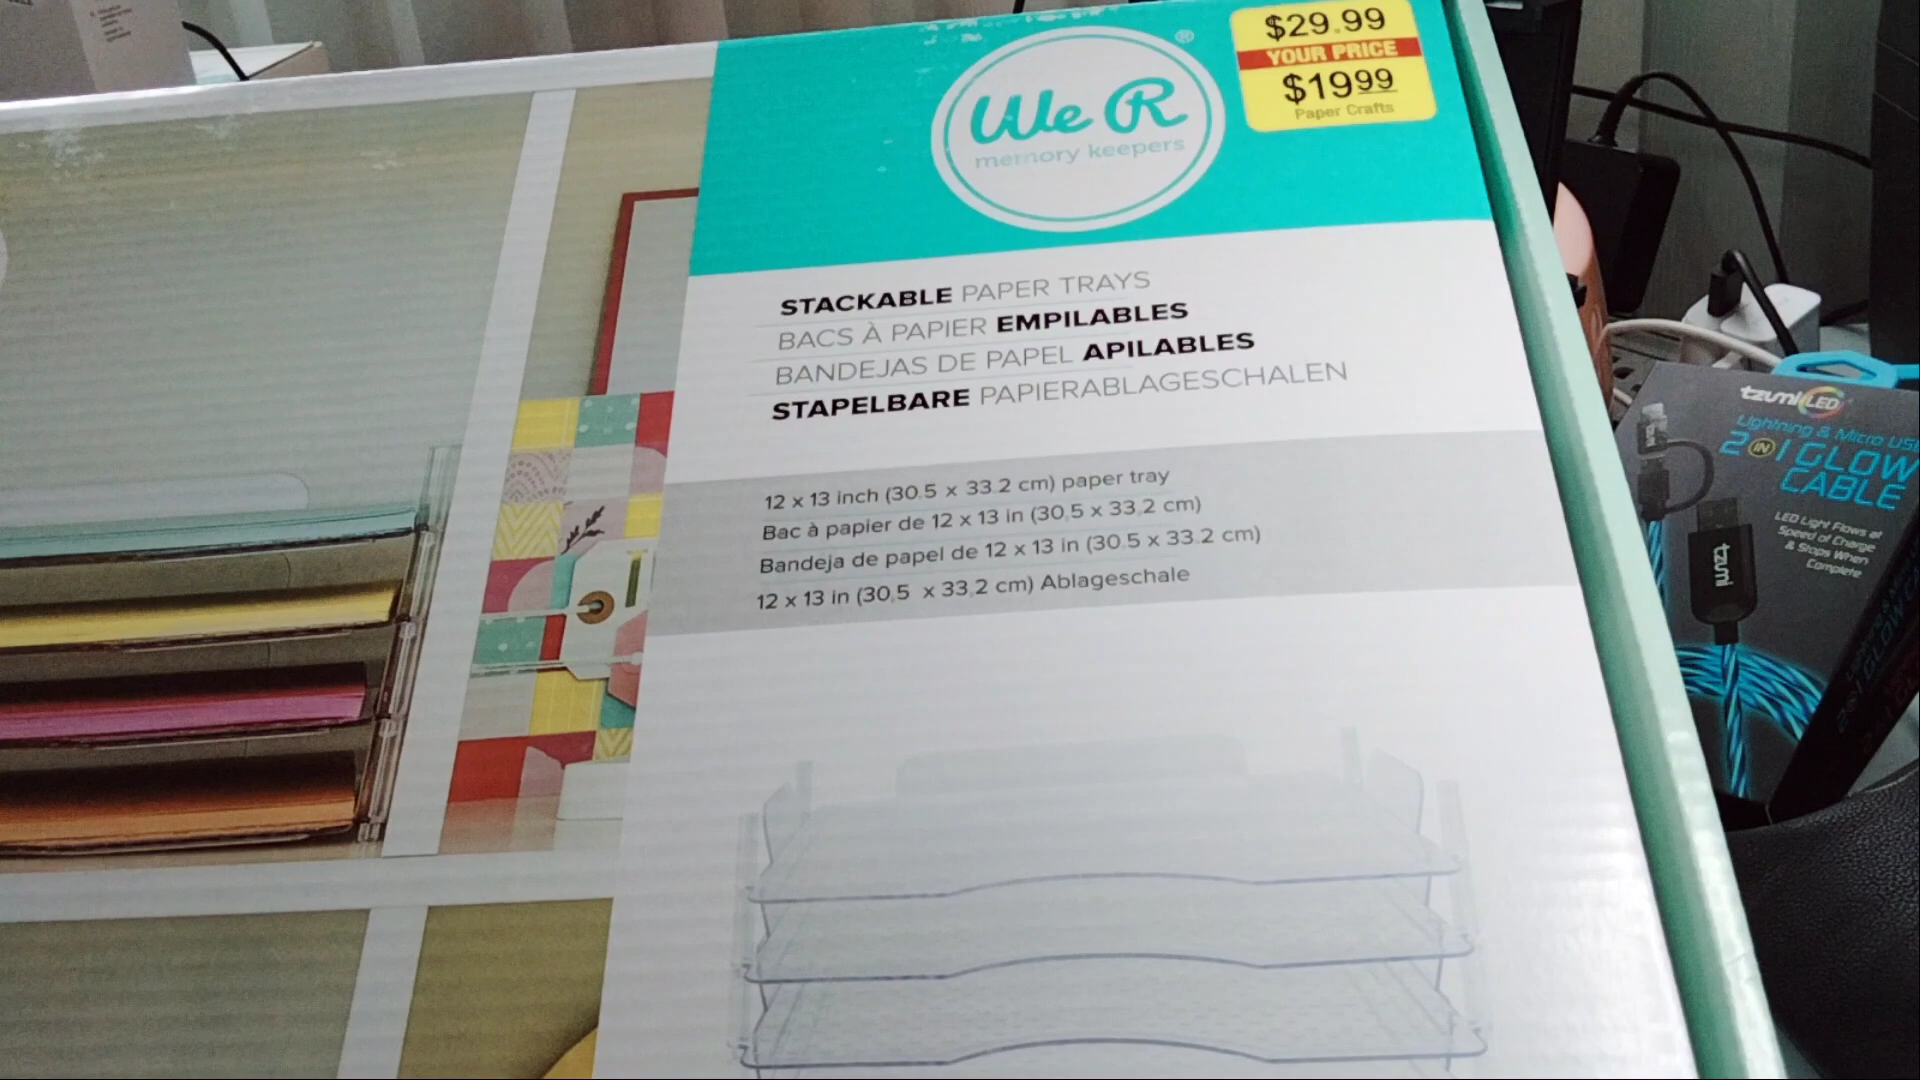 $29.99
YOUR PRICE
$1999
Paper Crafts
We R
memory keepers
®
STACKABLE PAPER TRAYS
BACS À PAPIER EMPILABLES
BANDEJAS DE PAPEL APILABLES
STAPELBARE PAPIERABLAGESCHALEN
12 x 13 inch (30.5 x 33.2 cm) paper tray
Bac à papier de 12 x 13 in (30,5 x 33,2 cm)
Bandeja de papel de 12 x 13 in (30.5 x 33.2 cm)
12 x 13 in (30,5 x 33,2 cm) Ablageschale
tzumi LED
Lightning & Micro US
2 IN 1 GLOW
CABLE
LED Light Flows at
Speed of Charge
& Stops When
Complete
tzumi